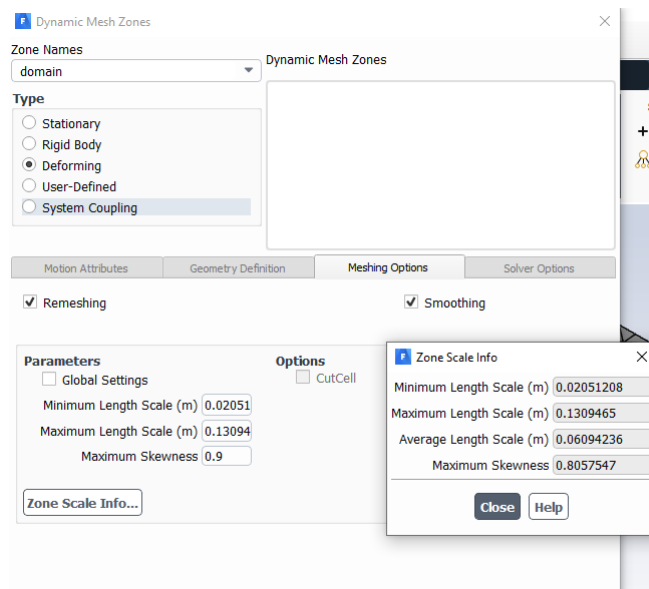 Dynamic Mesh Zones
Zone Names
domain
Dynamic Mesh Zones
Type
Stationary
Rigid Body
Deforming
User-Defined
System Coupling
Motion Attributes Geometry Definition Meshing Options Solver Options
Remeshing Smoothing
Parameters
Global Settings
Minimum Length Scale (m) 0.02051
Maximum Length Scale (m) 0.13094
Maximum Skewness 0.9
Zone Scale Info...
Options
CutCell
Zone Scale Info
Minimum Length Scale (m) 0.02051208
Maximum Length Scale (m) 0.1309465
Average Length Scale (m) 0.06094236
Maximum Skewness 0.8057547
Close Help